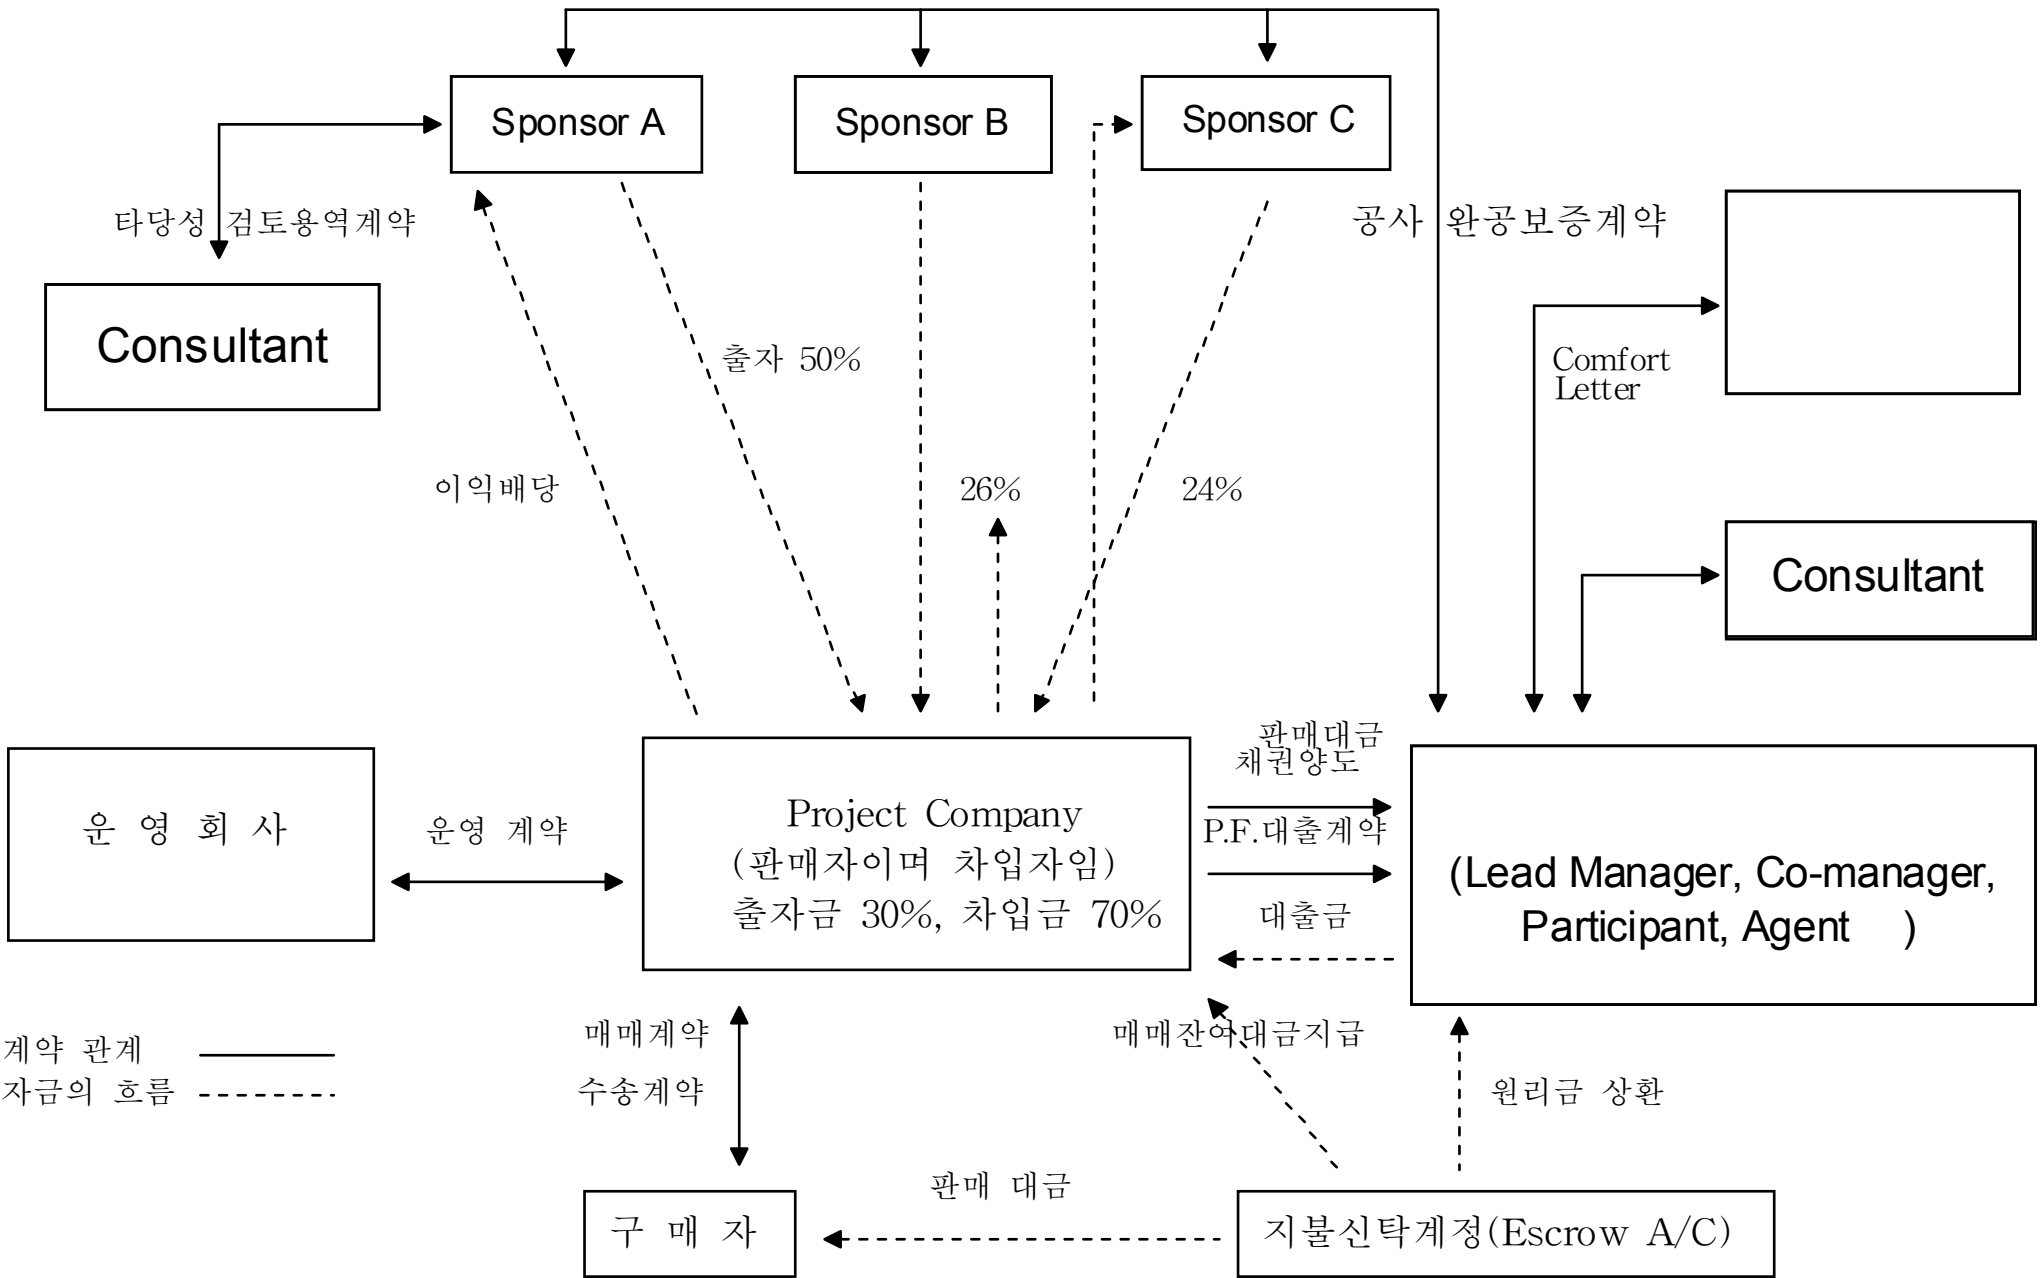 Sponsor A
Sponsor B
Sponsor C
타당성 검토용역계약
공사 완공보증계약
Consultant
출자 50%
Comfort
Letter
이익배당
26%
24%
Consultant
판매대금
채권양도
운 영 회 사
운영 계약
Project Company
(판매자이며 차입자임)
출자금 30%, 차입금 70%
P.F.대출계약
대출금
(Lead Manager, Co-manager,
Participant, Agent )
계약 관계
자금의 흐름
매매계약
수송계약
매매잔여대금지급
원리금 상환
판매 대금
구 매 자
지불신탁계정(Escrow A/C)